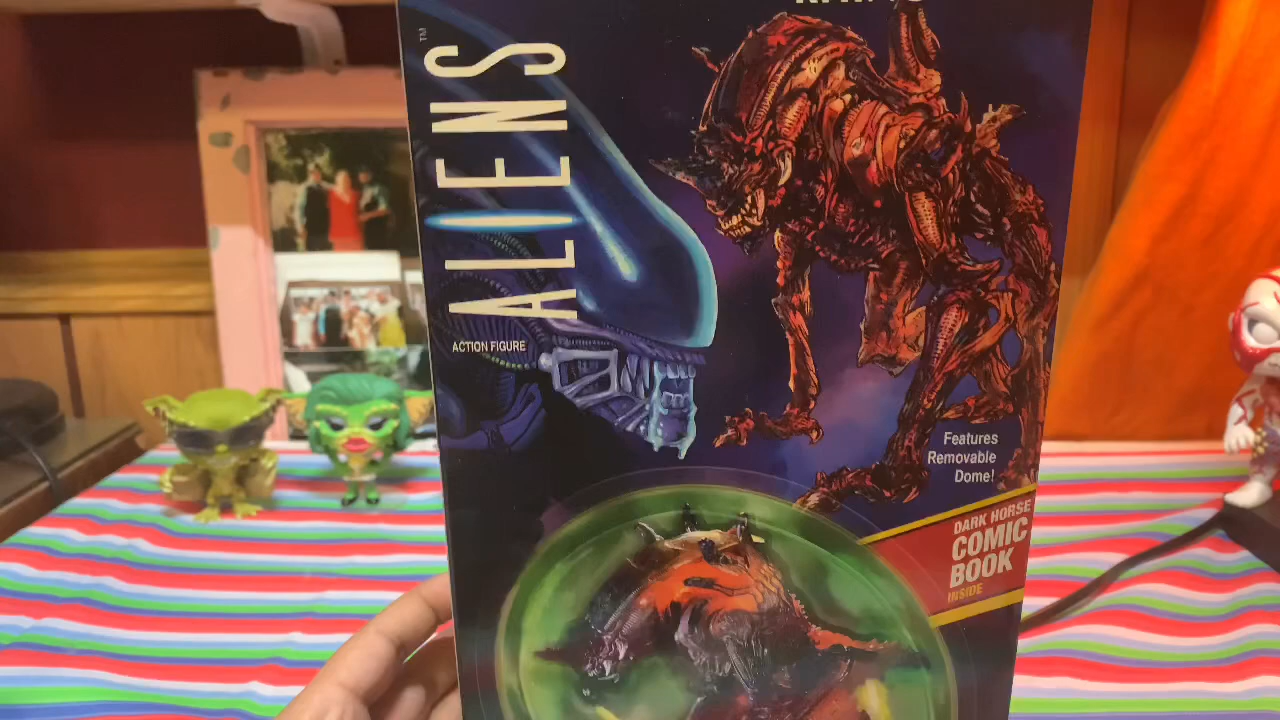 ALIENS™
ACTION FIGURE
Features
Removable
Dome!
DARK HORSE
COMIC
BOOK
INSIDE